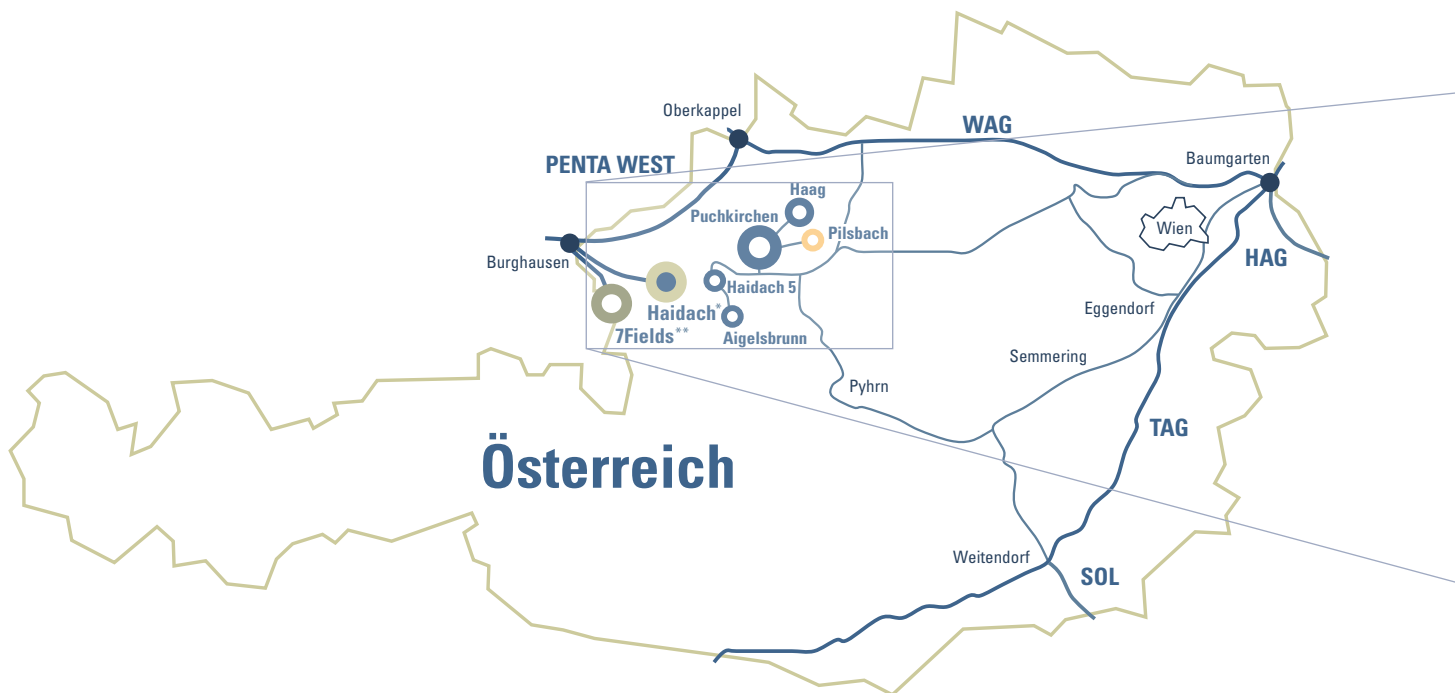 Oberkappel
WAG
PENTA WEST
Baumgarten
Haag
Puchkirchen
Pilsbach
Wien
Burghausen
HAG
Haidach 5
Haidach*
Eggendorf
7Fields**
Aigelsbrunn
Semmering
Pyhrn
TAG
Österreich
Weitendorf
SOL